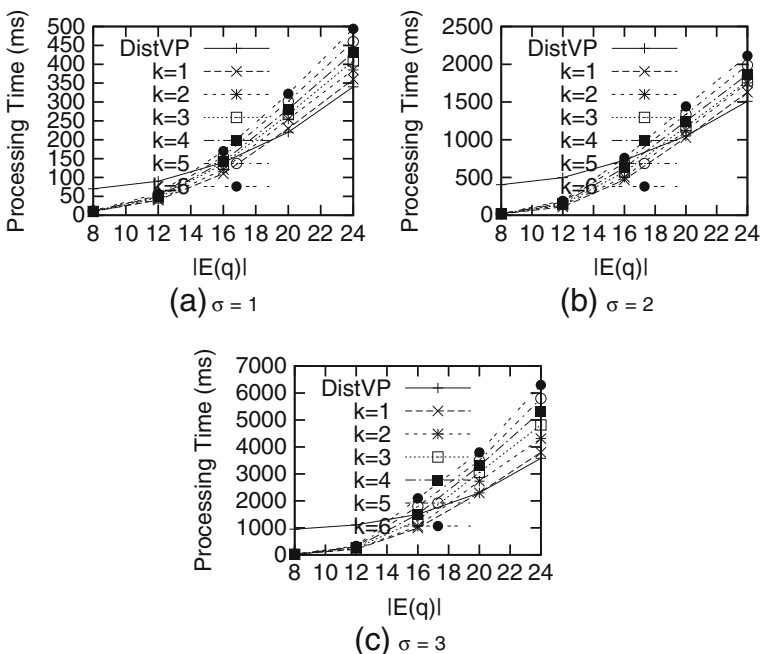 500
450
400
350
300
250
200
150
100
50
0
Processing Time (ms)
DistVP
k=1
k=2
k=3
k=4
k=5
k=6
8 10 12 14 16 18 20 22 24
|E(q)|
(a) σ = 1
2500
2000
1500
1000
500
0
Processing Time (ms)
DistVP
k=1
k=2
k=3
k=4
k=5
k=6
8 10 12 14 16 18 20 22 24
|E(q)|
(b) σ = 2
7000
6000
5000
4000
3000
2000
1000
0
Processing Time (ms)
DistVP
k=1
k=2
k=3
k=4
k=5
k=6
8 10 12 14 16 18 20 22 24
|E(q)|
(c) σ = 3